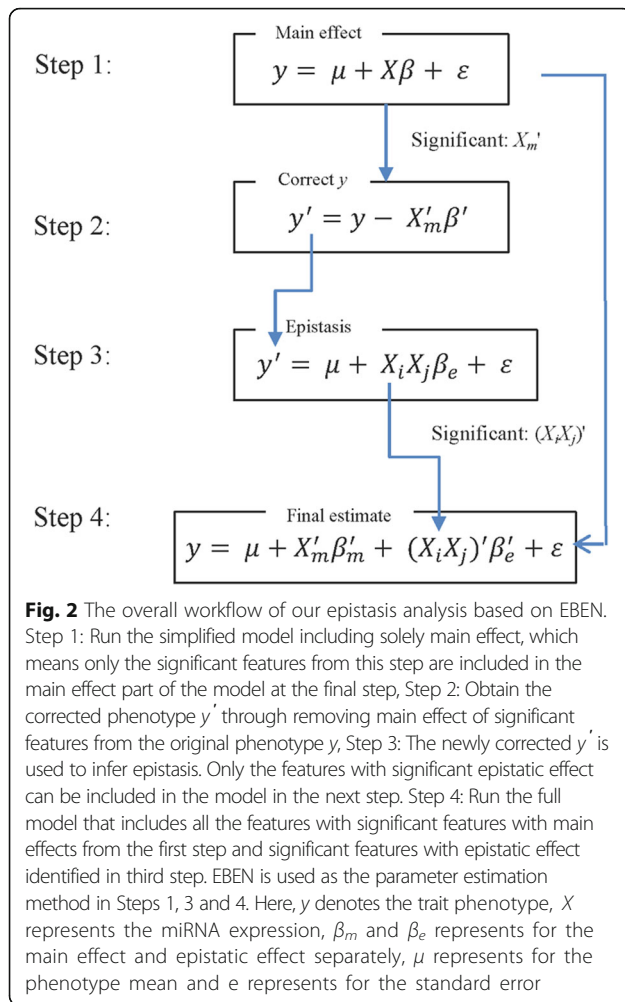 Main effect
Step 1:
y = μ + Xβ + ε
Significant: X_m'
Correct y
Step 2:
y' = y − X'_mβ'
Epistasis
Step 3:
y' = μ + X_iX_jβ_e + ε
Significant: (X_iX_j)'
Step 4:
Final estimate
y = μ + X'_mβ'_m + (X_iX_j)'β'_e + ε
Fig. 2 The overall workflow of our epistasis analysis based on EBEN.
Step 1: Run the simplified model including solely main effect, which
means only the significant features from this step are included in the
main effect part of the model at the final step, Step 2: Obtain the
corrected phenotype y' through removing main effect of significant
features from the original phenotype y, Step 3: The newly corrected y' is
used to infer epistasis. Only the features with significant epistatic effect
can be included in the model in the next step. Step 4: Run the full
model that includes all the features with significant features with main
effects from the first step and significant features with epistatic effect
identified in third step. EBEN is used as the parameter estimation
method in Steps 1, 3 and 4. Here, y denotes the trait phenotype, X
represents the miRNA expression, β_m and β_e represents for the
main effect and epistatic effect separately, μ represents for the
phenotype mean and e represents for the standard error